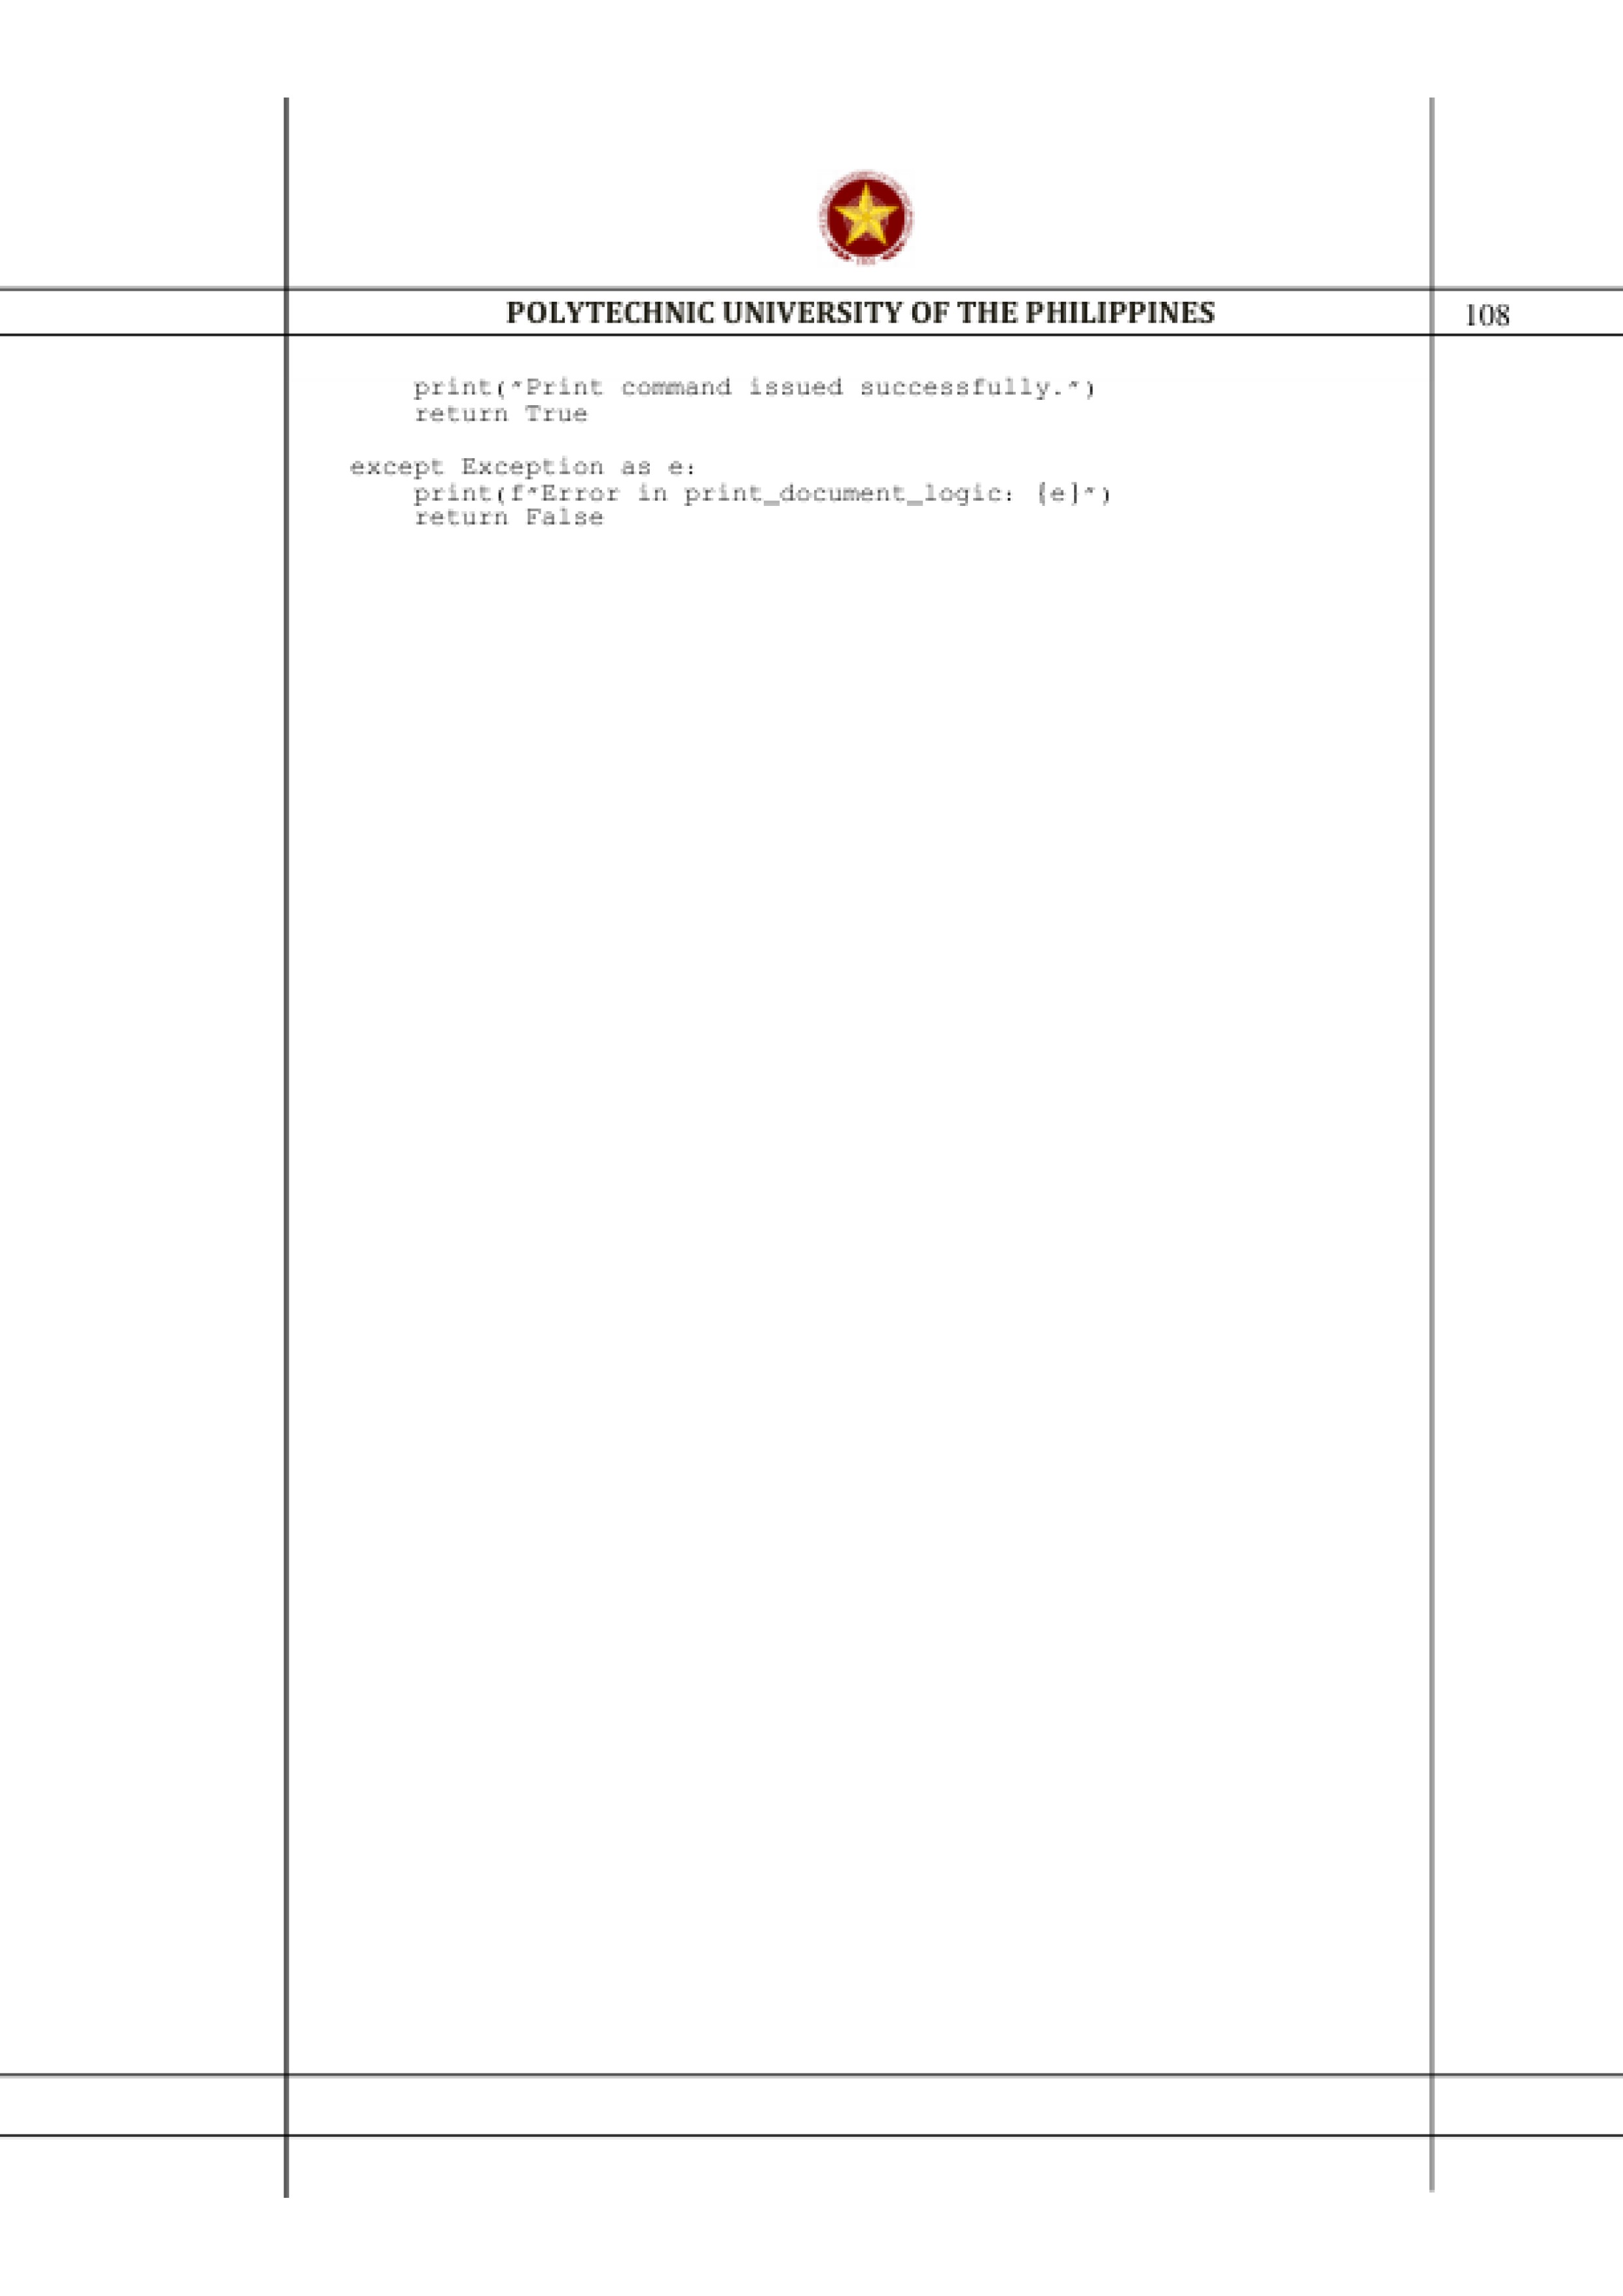 POLYTECHNIC UNIVERSITY OF THE PHILIPPINES
108
    print("Print command issued successfully.")
    return True
except Exception as e:
    print(f"Error in print_document_logic: {e}")
    return False